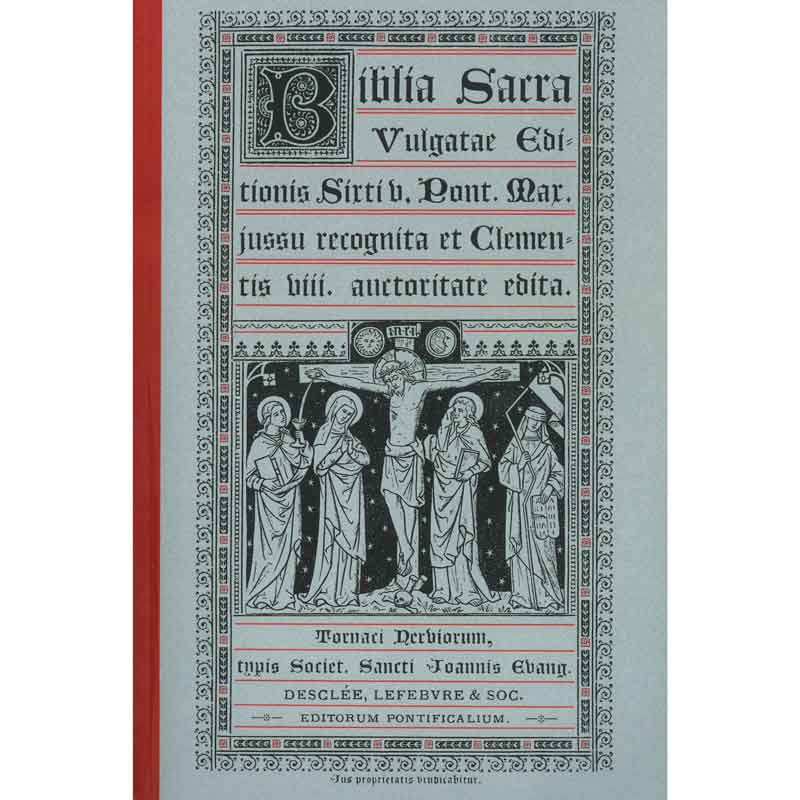 Biblia Sacra
Vulgatae Edi=
tionis Sixti v. Pont. Max.
jussu recognita et Clemen=
tis viii. auctoritate edita.
Tornaci Nerviorum,
typis Societ. Sancti Joannis Evang.
DESCLÉE, LEFEBVRE & SOC.
EDITORUM PONTIFICALIUM.
Jus proprietatis vindicabitur.